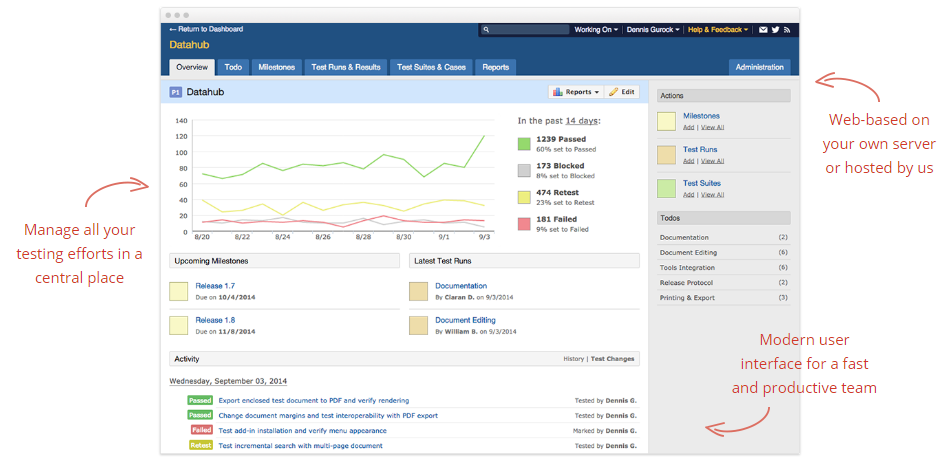 ← Return to Dashboard
Working On
Dennis Gurock
Help & Feedback
Datahub
Overview
Todo
Milestones
Test Runs & Results
Test Suites & Cases
Reports
Administration
P1 Datahub
Reports
Edit
140
120
100
80
60
40
20
0
8/20
8/22
8/24
8/26
8/28
8/30
9/1
9/3
In the past 14 days:
1239 Passed
60% set to Passed
173 Blocked
8% set to Blocked
474 Retest
23% set to Retest
181 Failed
9% set to Failed
Upcoming Milestones
Release 1.7
Due on 10/4/2014
Release 1.8
Due on 11/8/2014
Latest Test Runs
Documentation
By Ciaran D. on 9/3/2014
Document Editing
By William B. on 9/3/2014
Activity
History | Test Changes
Wednesday, September 03, 2014
Passed Export enclosed test document to PDF and verify rendering Tested by Dennis G.
Passed Change document margins and test interoperability with PDF export Tested by Dennis G.
Failed Test add-in installation and verify menu appearance Marked by Dennis G.
Retest Test incremental search with multi-page document Tested by Dennis G.
Actions
Milestones
Add | View All
Test Runs
Add | View All
Test Suites
Add | View All
Todos
Documentation (2)
Document Editing (6)
Tools Integration (6)
Release Protocol (2)
Printing & Export (3)
Manage all your
testing efforts in a
central place
Web-based on
your own server
or hosted by us
Modern user
interface for a fast
and productive team